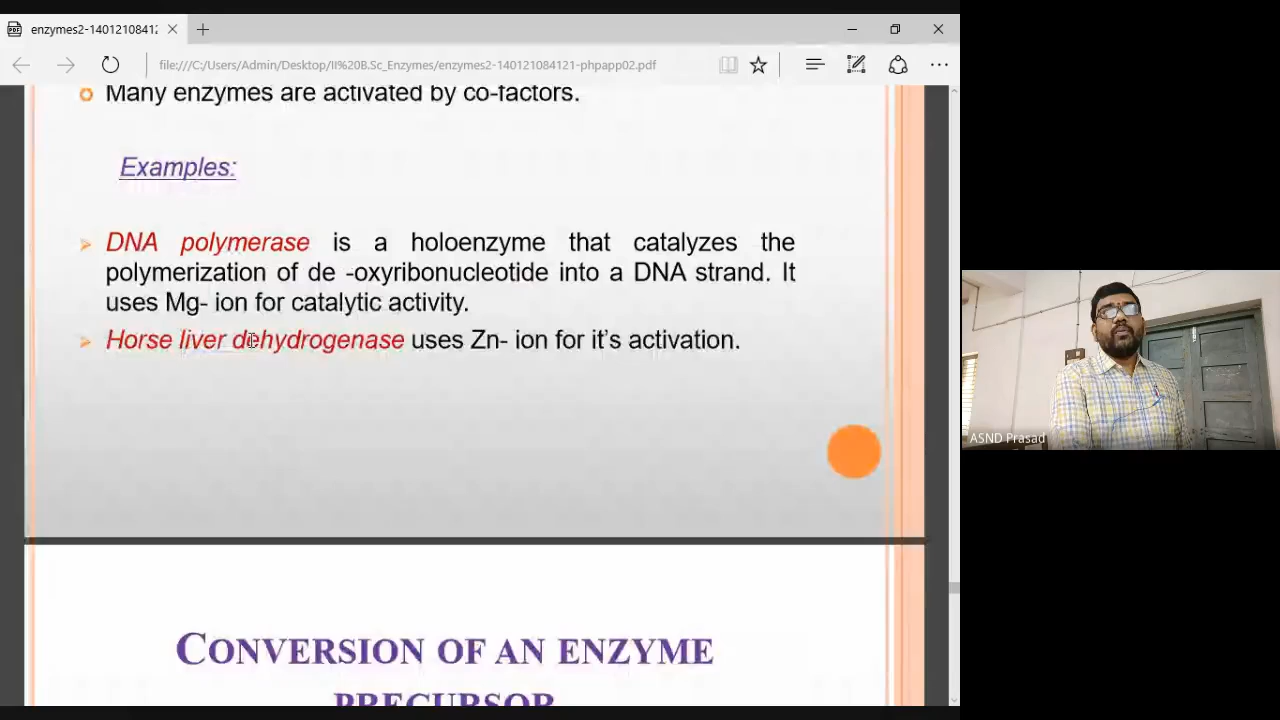 enzymes2-14012108412
file:///C:/Users/Admin/Desktop/II%20B.Sc_Enzymes/enzymes2-140121084121-phpapp02.pdf
Many enzymes are activated by co-factors.
Examples:
DNA polymerase is a holoenzyme that catalyzes the
polymerization of de -oxyribonucleotide into a DNA strand. It
uses Mg- ion for catalytic activity.
Horse liver dehydrogenase uses Zn- ion for it's activation.
CONVERSION OF AN ENZYME
PRECURSOR
ASND Prasad